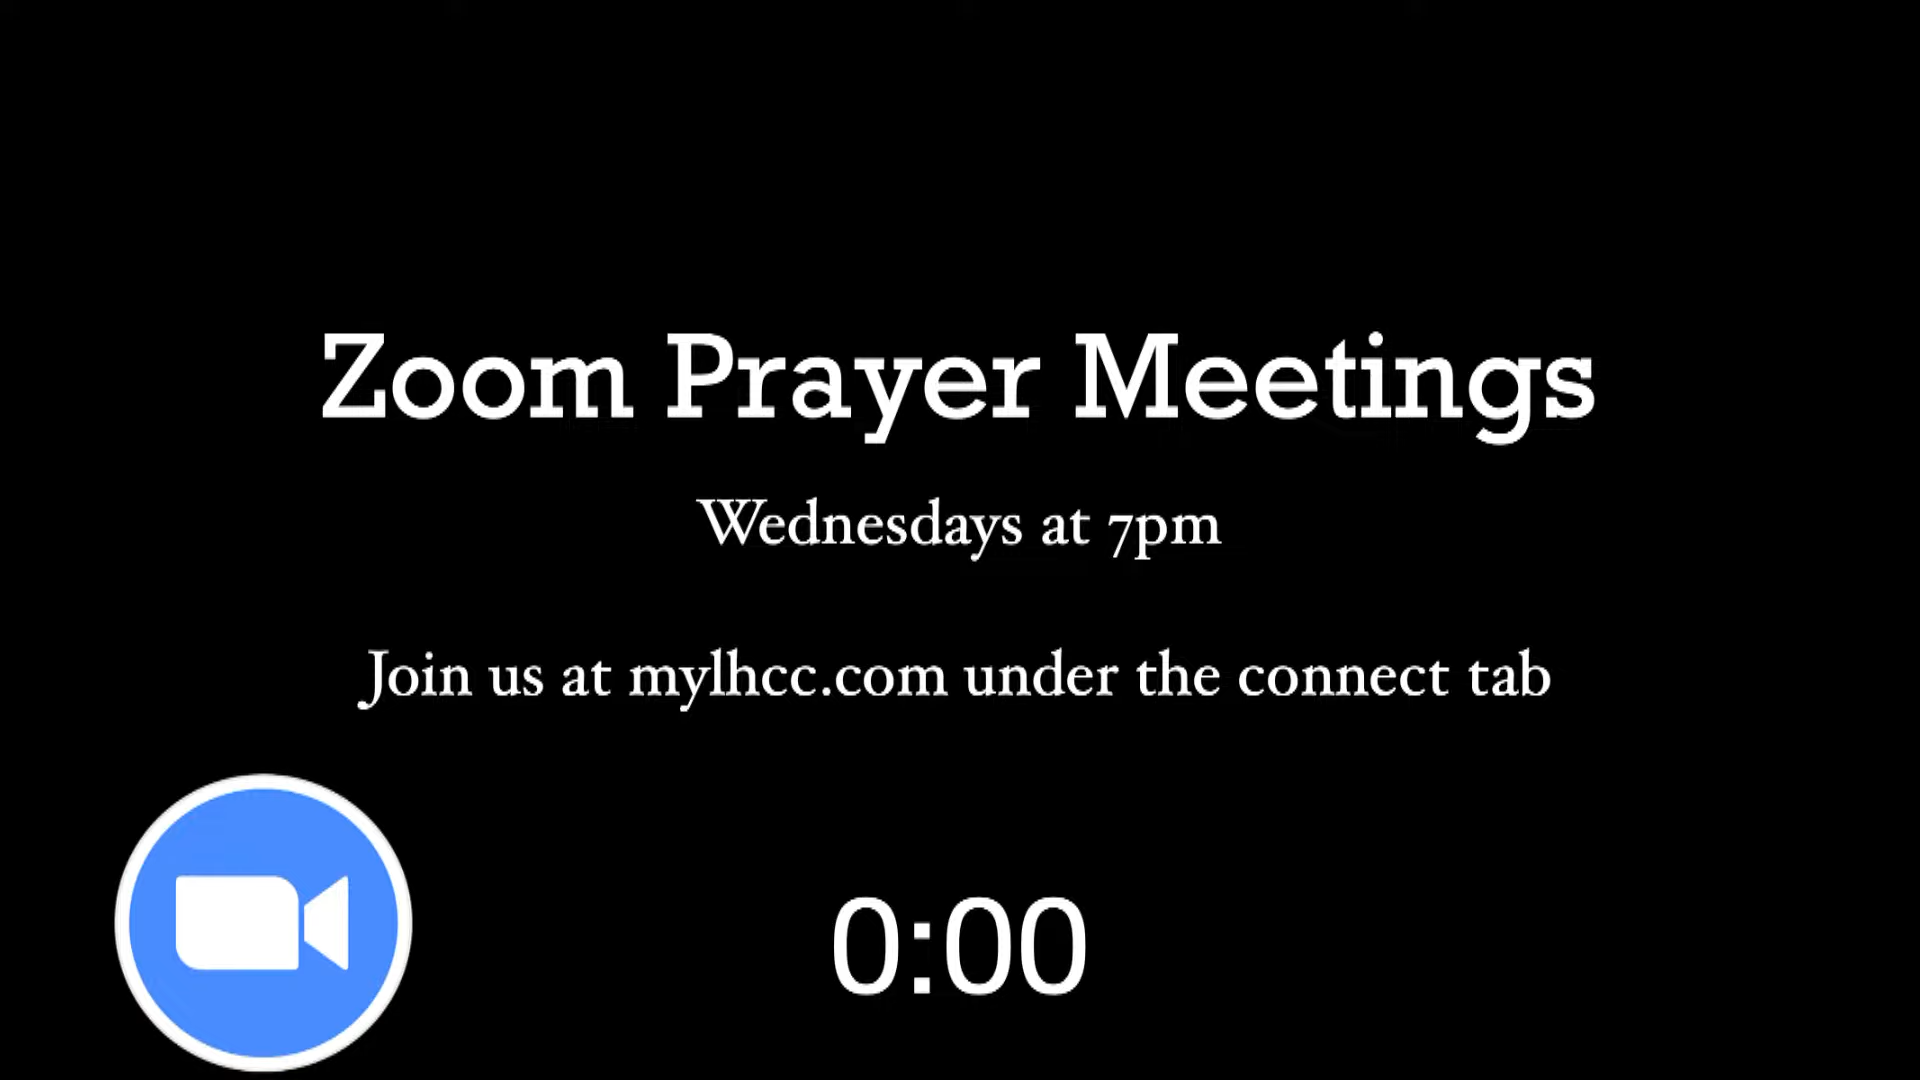 Zoom Prayer Meetings
Wednesdays at 7pm
Join us at mylhcc.com under the connect tab
0:00